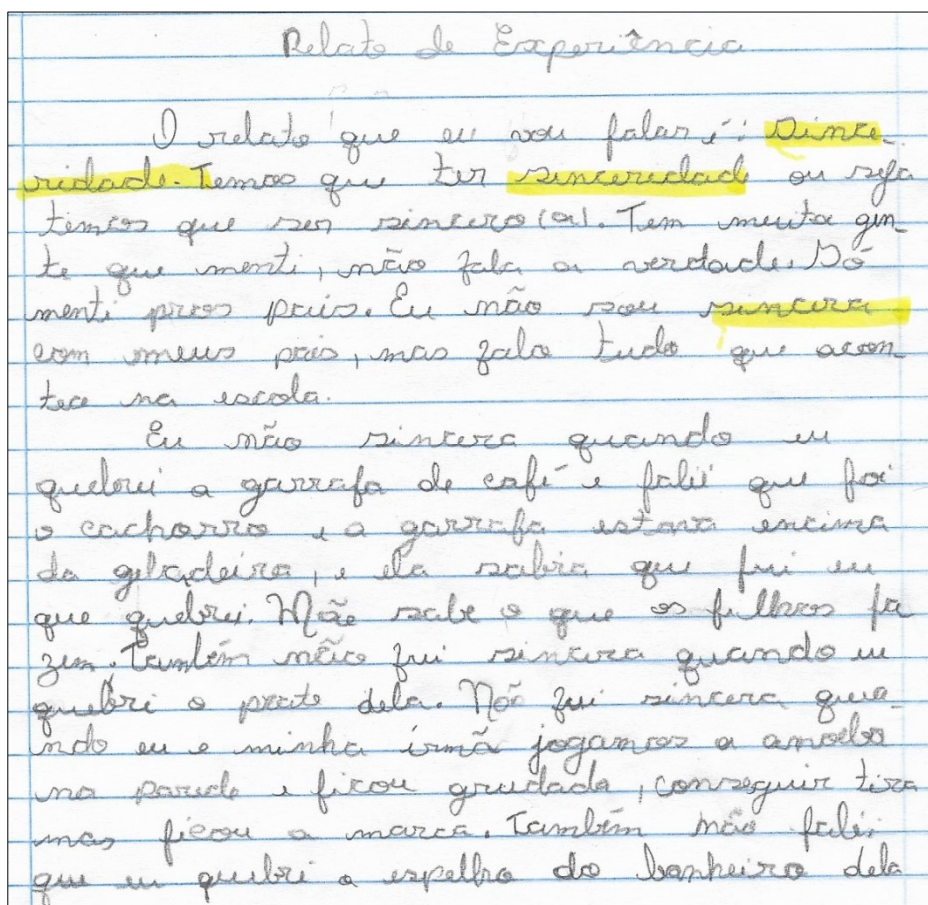 Relato de Experiência
O relato que eu vou falar é: Since-
ridade. Temos que ter sinceridade ou seja
temos que ser sincero (a). Tem muita gen-
te que menti, não fala a verdade. Só
menti pros pais. Eu não sou sincera
com meus pais, mas falo tudo que acon-
tece na escola.
Eu não sincera quando eu
quebrei a garrafa de café e falei que foi
o cachorro e a garrafa estava encima
da geladeira, e ela sabia que fui eu
que quebrei. Mãe sabe o que os filhos fa
zem. Também não fui sincera quando eu
quebri o prato dela. Não fui sincera qua-
ndo eu e minha irmã jogamos a amoeba
na parede e ficou grudada, conseguir tira
mas ficou a marca. Também não falei
que eu quebri o espelho do banheiro dela